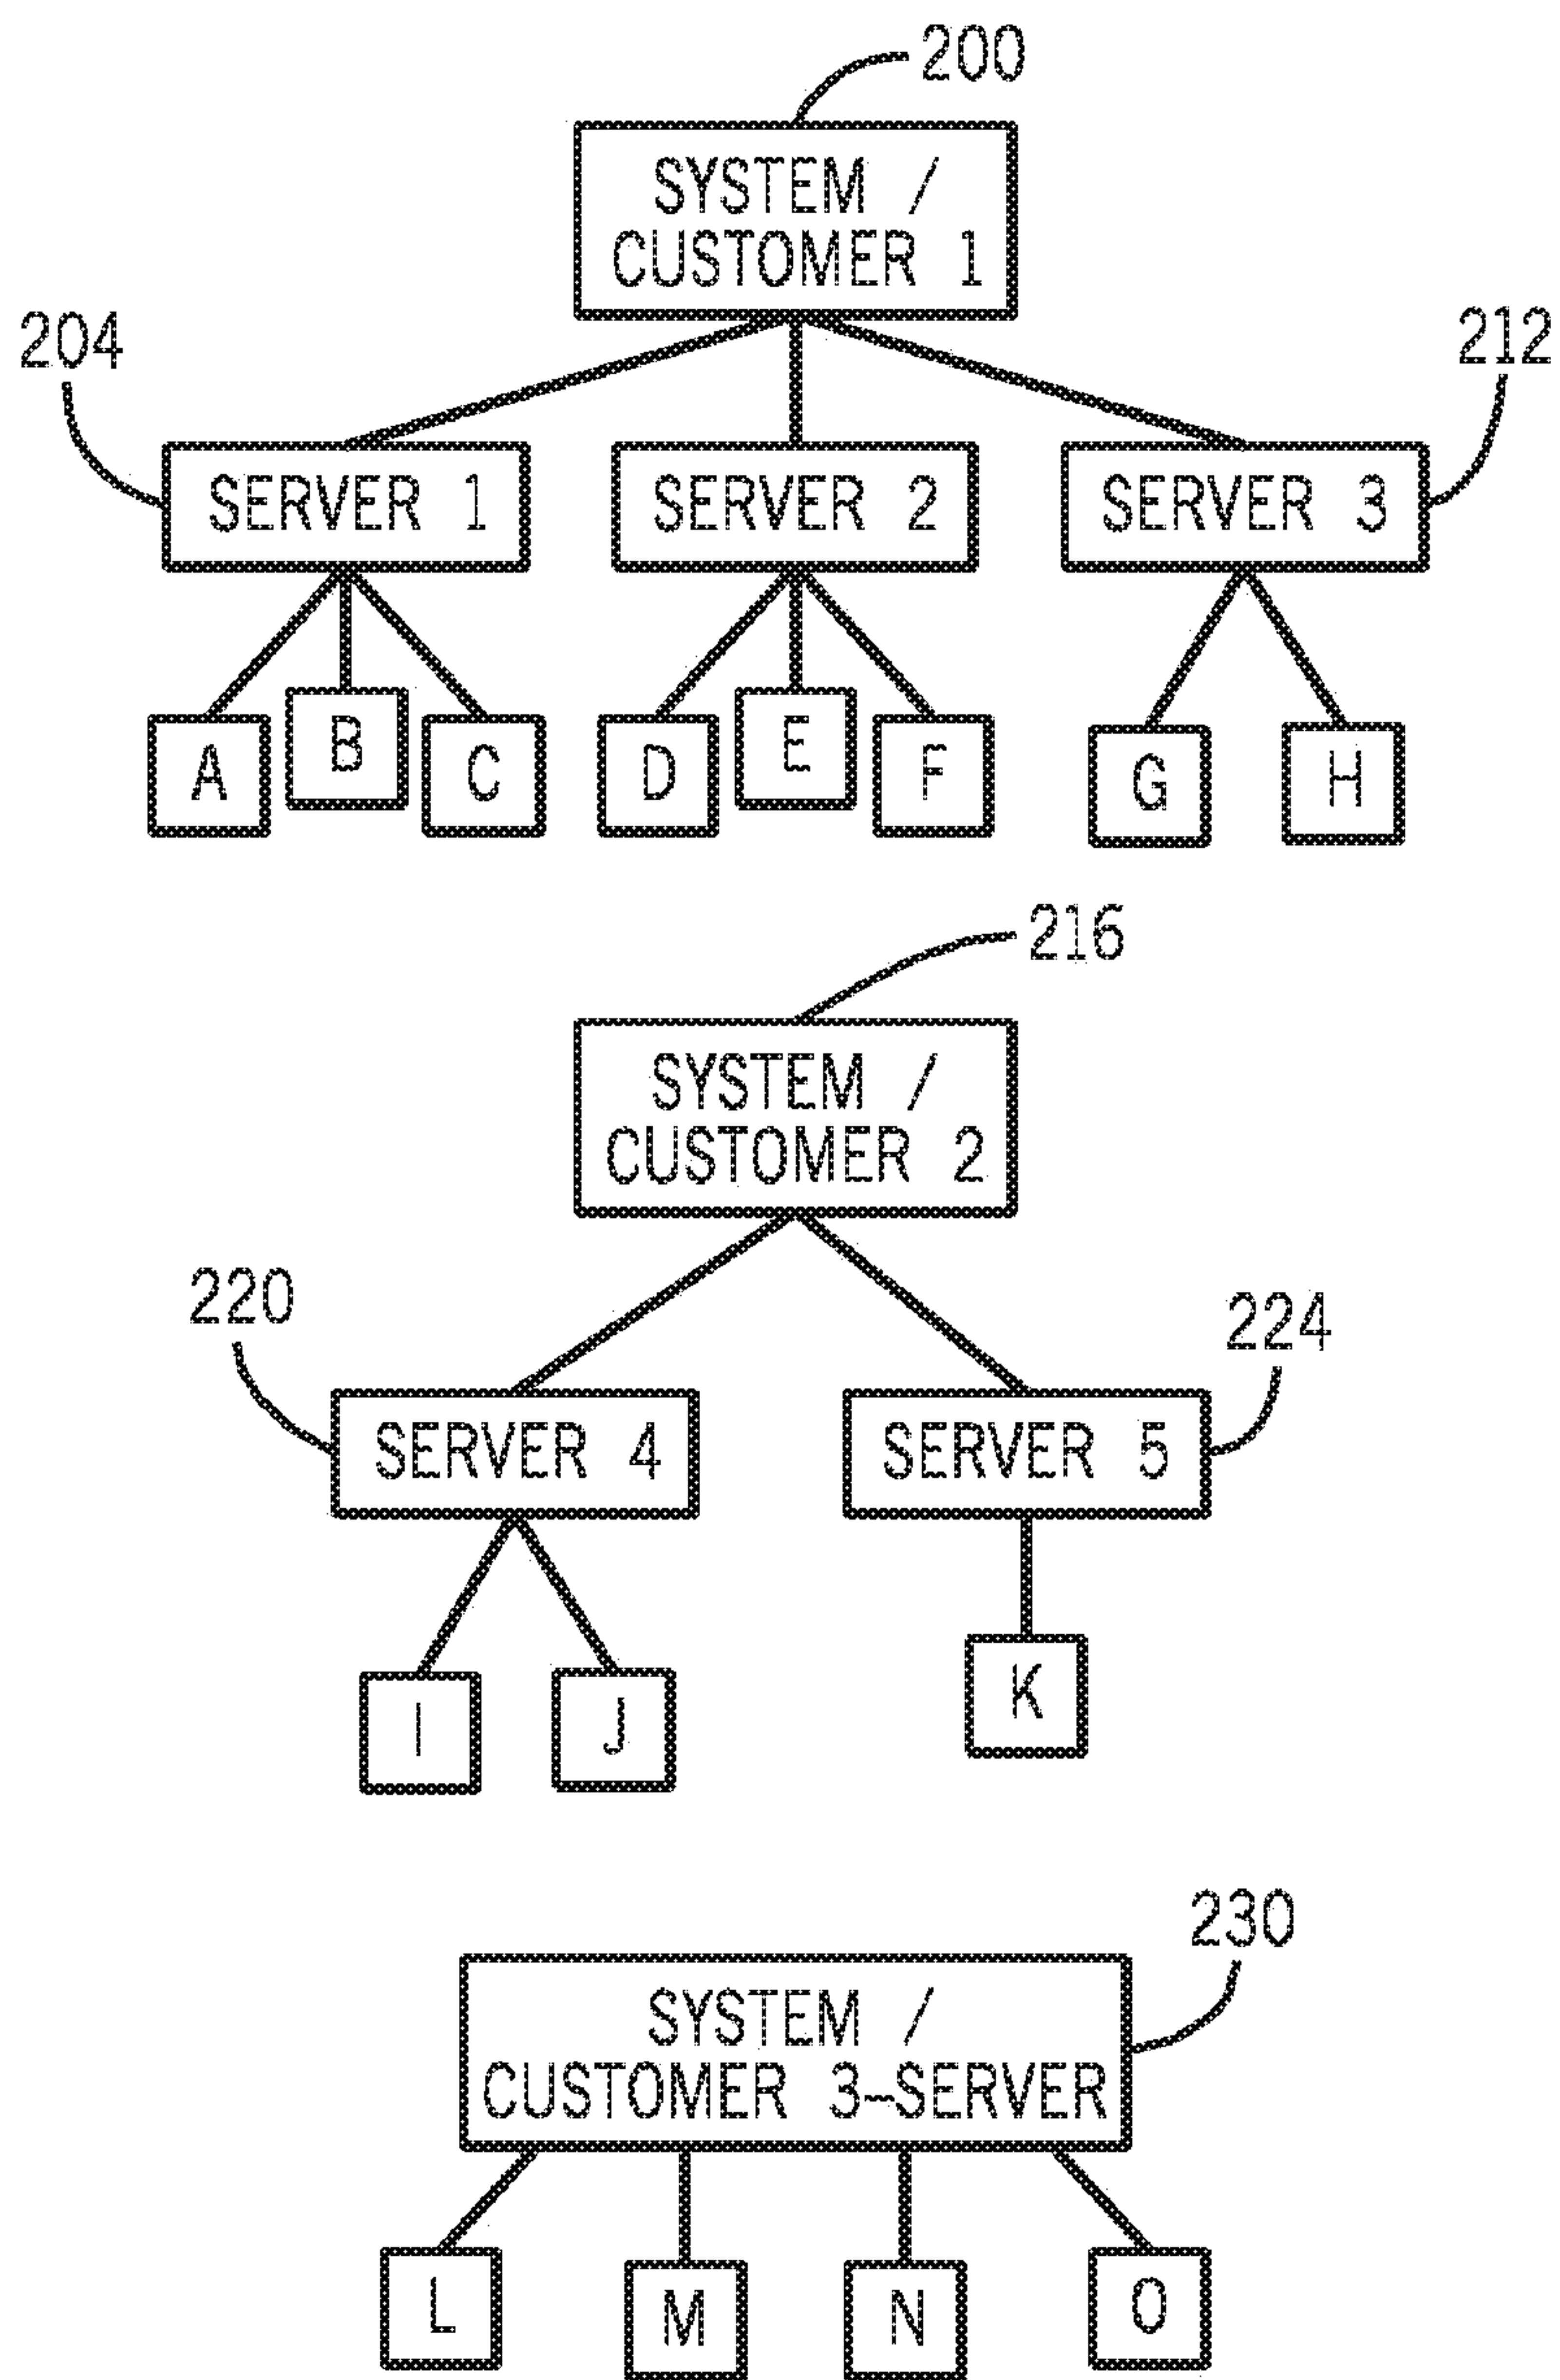 200
SYSTEM /
CUSTOMER 1
204
212
SERVER 1
SERVER 2
SERVER 3
A
B
C
D
E
F
G
H
216
SYSTEM /
CUSTOMER 2
220
224
SERVER 4
SERVER 5
I
J
K
230
SYSTEM /
CUSTOMER 3-SERVER
L
M
N
O